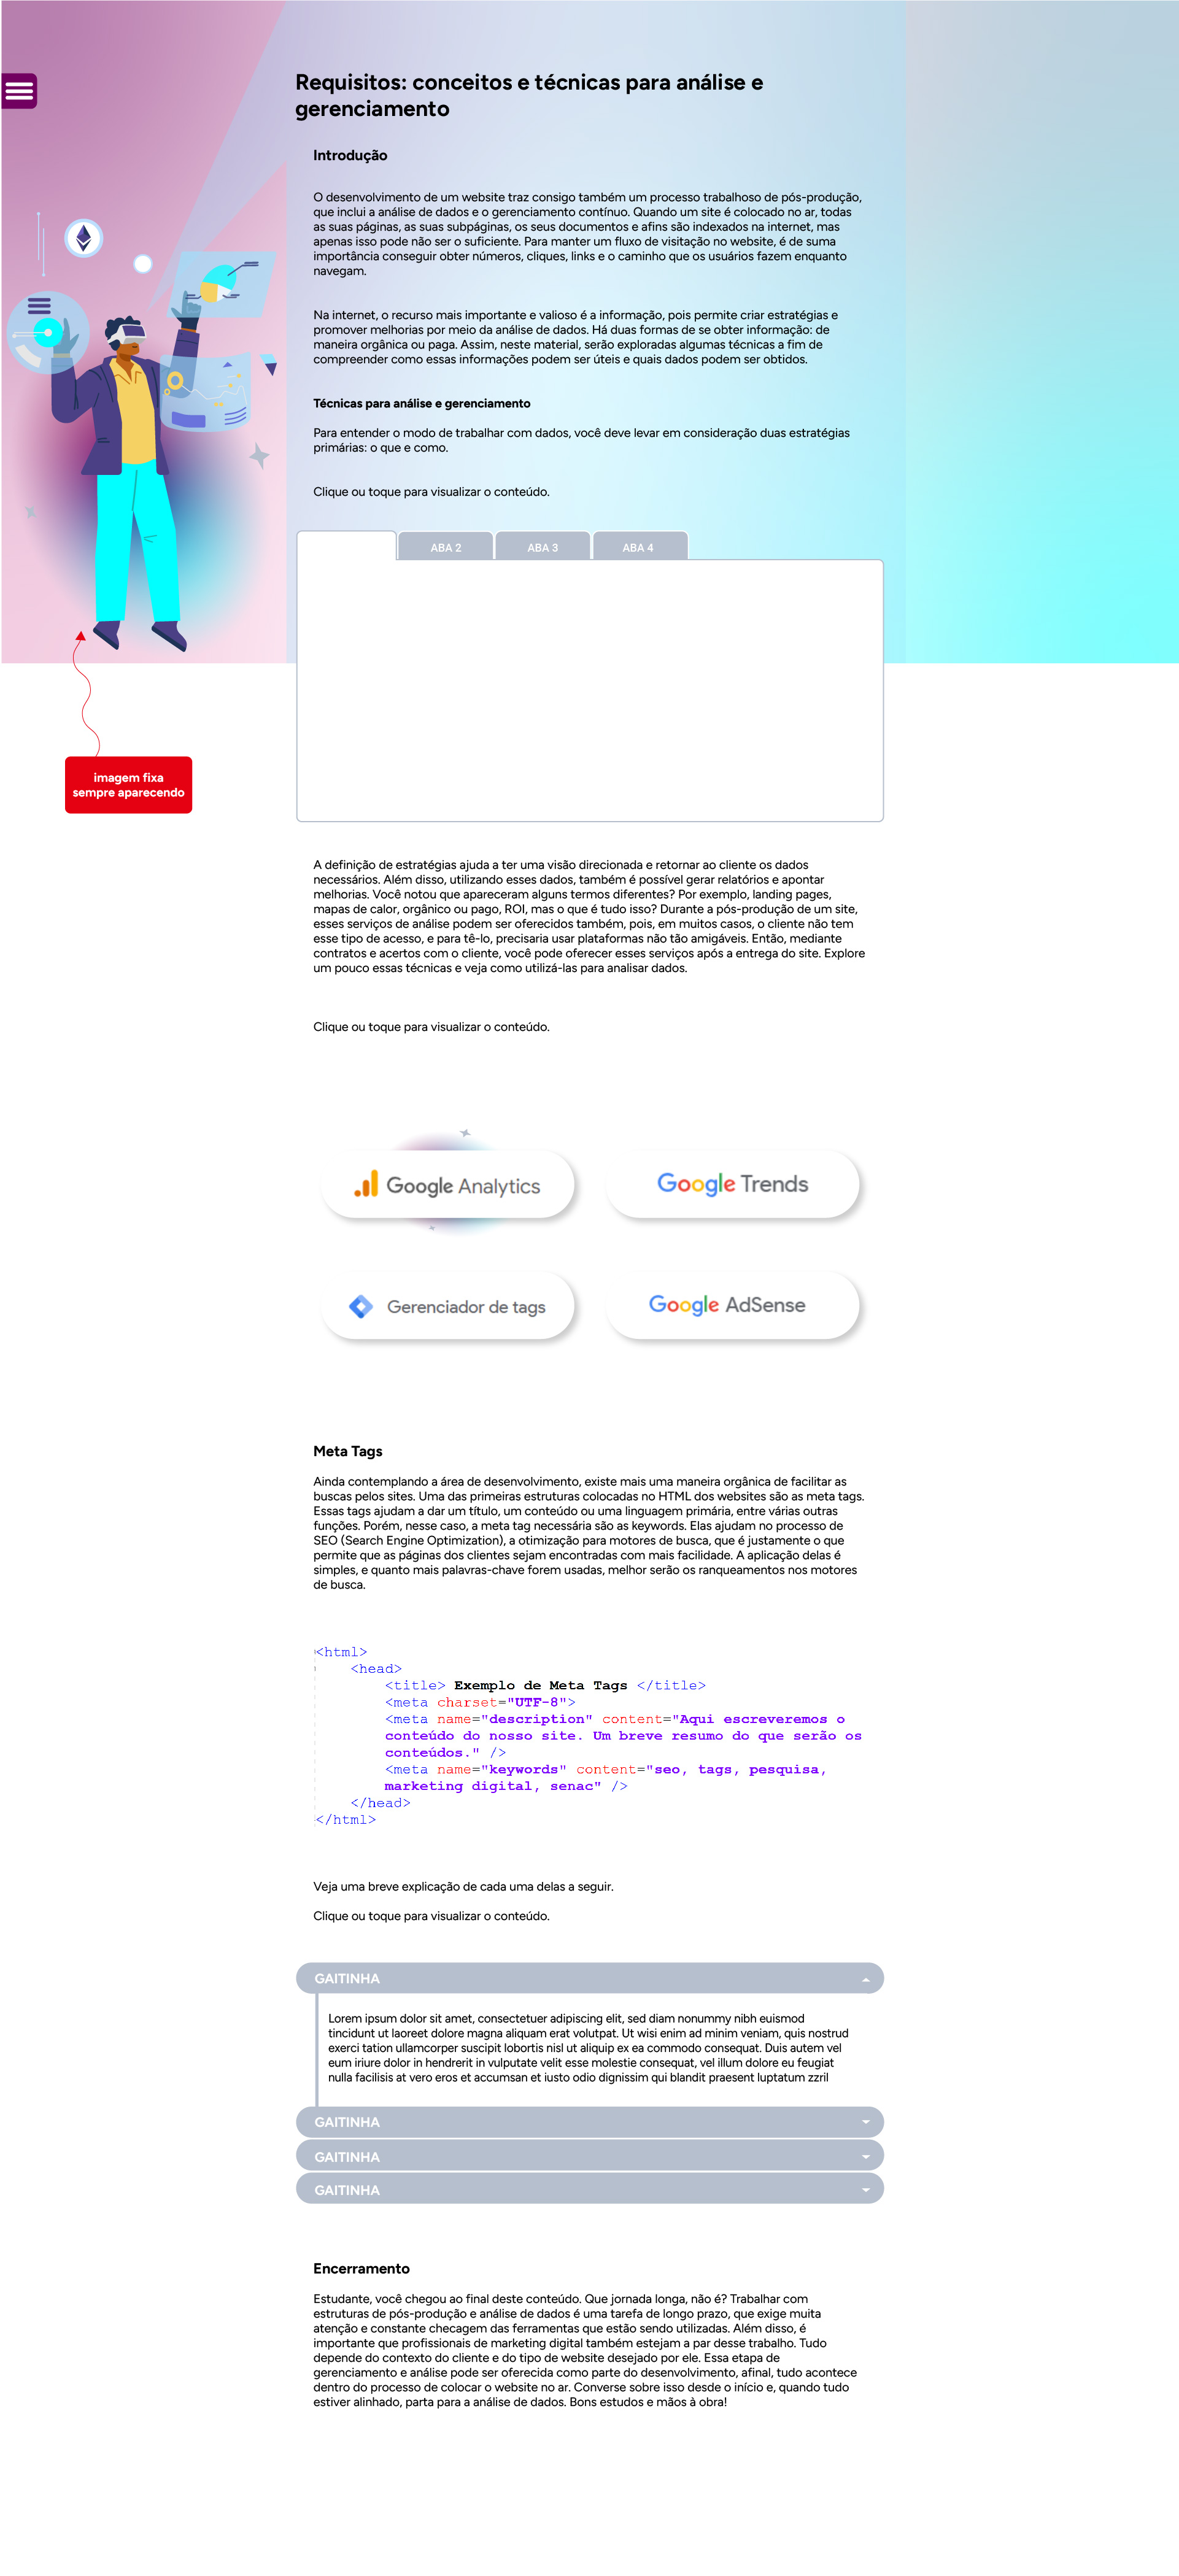 Requisitos: conceitos e técnicas para análise e
gerenciamento
Introdução
O desenvolvimento de um website traz consigo também um processo trabalhoso de pós-produção,
que inclui a análise de dados e o gerenciamento contínuo. Quando um site é colocado no ar, todas
as suas páginas, as suas subpáginas, os seus documentos e afins são indexados na internet, mas
apenas isso pode não ser o suficiente. Para manter um fluxo de visitação no website, é de suma
importância conseguir obter números, cliques, links e o caminho que os usuários fazem enquanto
navegam.
Na internet, o recurso mais importante e valioso é a informação, pois permite criar estratégias e
promover melhorias por meio da análise de dados. Há duas formas de se obter informação: de
maneira orgânica ou paga. Assim, neste material, serão exploradas algumas técnicas a fim de
compreender como essas informações podem ser úteis e quais dados podem ser obtidos.
Técnicas para análise e gerenciamento
Para entender o modo de trabalhar com dados, você deve levar em consideração duas estratégias
primárias: o que e como.
Clique ou toque para visualizar o conteúdo.
ABA 2
ABA 3
ABA 4
imagem fixa
sempre aparecendo
A definição de estratégias ajuda a ter uma visão direcionada e retornar ao cliente os dados
necessários. Além disso, utilizando esses dados, também é possível gerar relatórios e apontar
melhorias. Você notou que apareceram alguns termos diferentes? Por exemplo, landing pages,
mapas de calor, orgânico ou pago, ROI, mas o que é tudo isso? Durante a pós-produção de um site,
esses serviços de análise podem ser oferecidos também, pois, em muitos casos, o cliente não tem
esse tipo de acesso, e para tê-lo, precisaria usar plataformas não tão amigáveis. Então, mediante
contratos e acertos com o cliente, você pode oferecer esses serviços após a entrega do site. Explore
um pouco essas técnicas e veja como utilizá-las para analisar dados.
Clique ou toque para visualizar o conteúdo.
Google Analytics
Google Trends
Gerenciador de tags
Google AdSense
Meta Tags
Ainda contemplando a área de desenvolvimento, existe mais uma maneira orgânica de facilitar as
buscas pelos sites. Uma das primeiras estruturas colocadas no HTML dos websites são as meta tags.
Essas tags ajudam a dar um título, um conteúdo ou uma linguagem primária, entre várias outras
funções. Porém, nesse caso, a meta tag necessária são as keywords. Elas ajudam no processo de
SEO (Search Engine Optimization), a otimização para motores de busca, que é justamente o que
permite que as páginas dos clientes sejam encontradas com mais facilidade. A aplicação delas é
simples, e quanto mais palavras-chave forem usadas, melhor serão os ranqueamentos nos motores
de busca.
<html>
<head>
<title> Exemplo de Meta Tags </title>
<meta charset="UTF-8">
<meta name="description" content="Aqui escreveremos o
conteúdo do nosso site. Um breve resumo do que serão os
conteúdos." />
<meta name="keywords" content="seo, tags, pesquisa,
marketing digital, senac" />
</head>
</html>
Veja uma breve explicação de cada uma delas a seguir.
Clique ou toque para visualizar o conteúdo.
GAITINHA
Lorem ipsum dolor sit amet, consectetuer adipiscing elit, sed diam nonummy nibh euismod
tincidunt ut laoreet dolore magna aliquam erat volutpat. Ut wisi enim ad minim veniam, quis nostrud
exerci tation ullamcorper suscipit lobortis nisl ut aliquip ex ea commodo consequat. Duis autem vel
eum iriure dolor in hendrerit in vulputate velit esse molestie consequat, vel illum dolore eu feugiat
nulla facilisis at vero eros et accumsan et iusto odio dignissim qui blandit praesent luptatum zzril
GAITINHA
GAITINHA
GAITINHA
Encerramento
Estudante, você chegou ao final deste conteúdo. Que jornada longa, não é? Trabalhar com
estruturas de pós-produção e análise de dados é uma tarefa de longo prazo, que exige muita
atenção e constante checagem das ferramentas que estão sendo utilizadas. Além disso, é
importante que profissionais de marketing digital também estejam a par desse trabalho. Tudo
depende do contexto do cliente e do tipo de website desejado por ele. Essa etapa de
gerenciamento e análise pode ser oferecida como parte do desenvolvimento, afinal, tudo acontece
dentro do processo de colocar o website no ar. Converse sobre isso desde o início e, quando tudo
estiver alinhado, parta para a análise de dados. Bons estudos e mãos à obra!